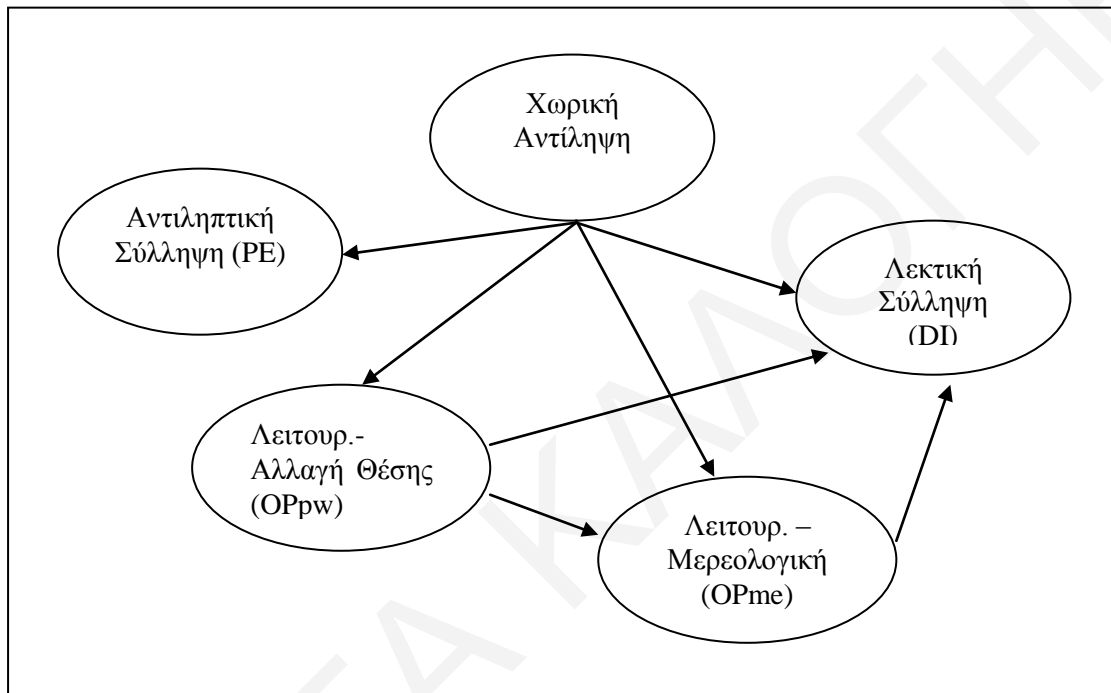 Χωρική
Αντίληψη
Αντιληπτική
Σύλληψη (PE)
Λεκτική
Σύλληψη
(DI)
Λειτουρ.-
Αλλαγή Θέσης
(OPpw)
Λειτουρ. –
Μερεολογική
(OPme)